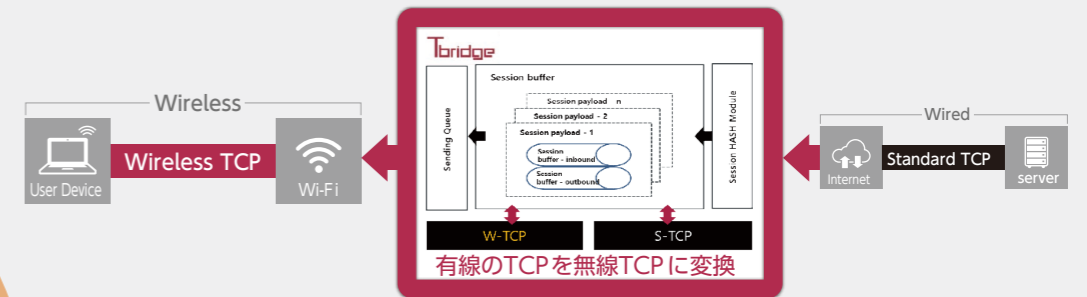 Tbridge
Session buffer
Wireless
User Device
Wireless TCP
Wi-Fi
Sending Queue
Session payload - n
Session payload - 2
Session payload - 1
Session
buffer - inbound
Session
buffer - outbound
Session HASH Module
Wired
Internet
Standard TCP
server
W-TCP
S-TCP
有線のTCPを無線TCPに変換